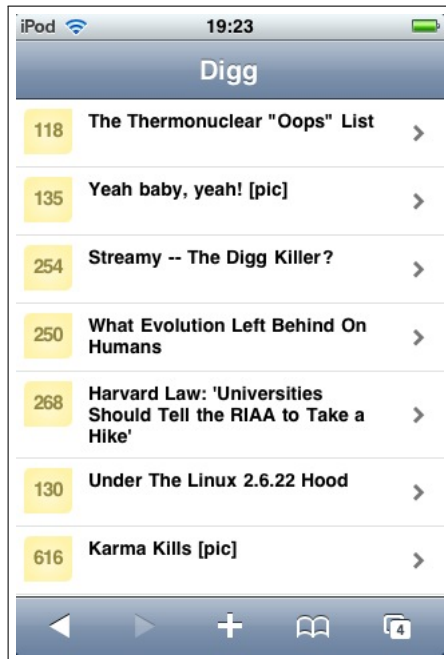 iPod 19:23
Digg
118 The Thermonuclear "Oops" List
135 Yeah baby, yeah! [pic]
254 Streamy -- The Digg Killer?
250 What Evolution Left Behind On
Humans
268 Harvard Law: 'Universities
Should Tell the RIAA to Take a
Hike'
130 Under The Linux 2.6.22 Hood
616 Karma Kills [pic]
4